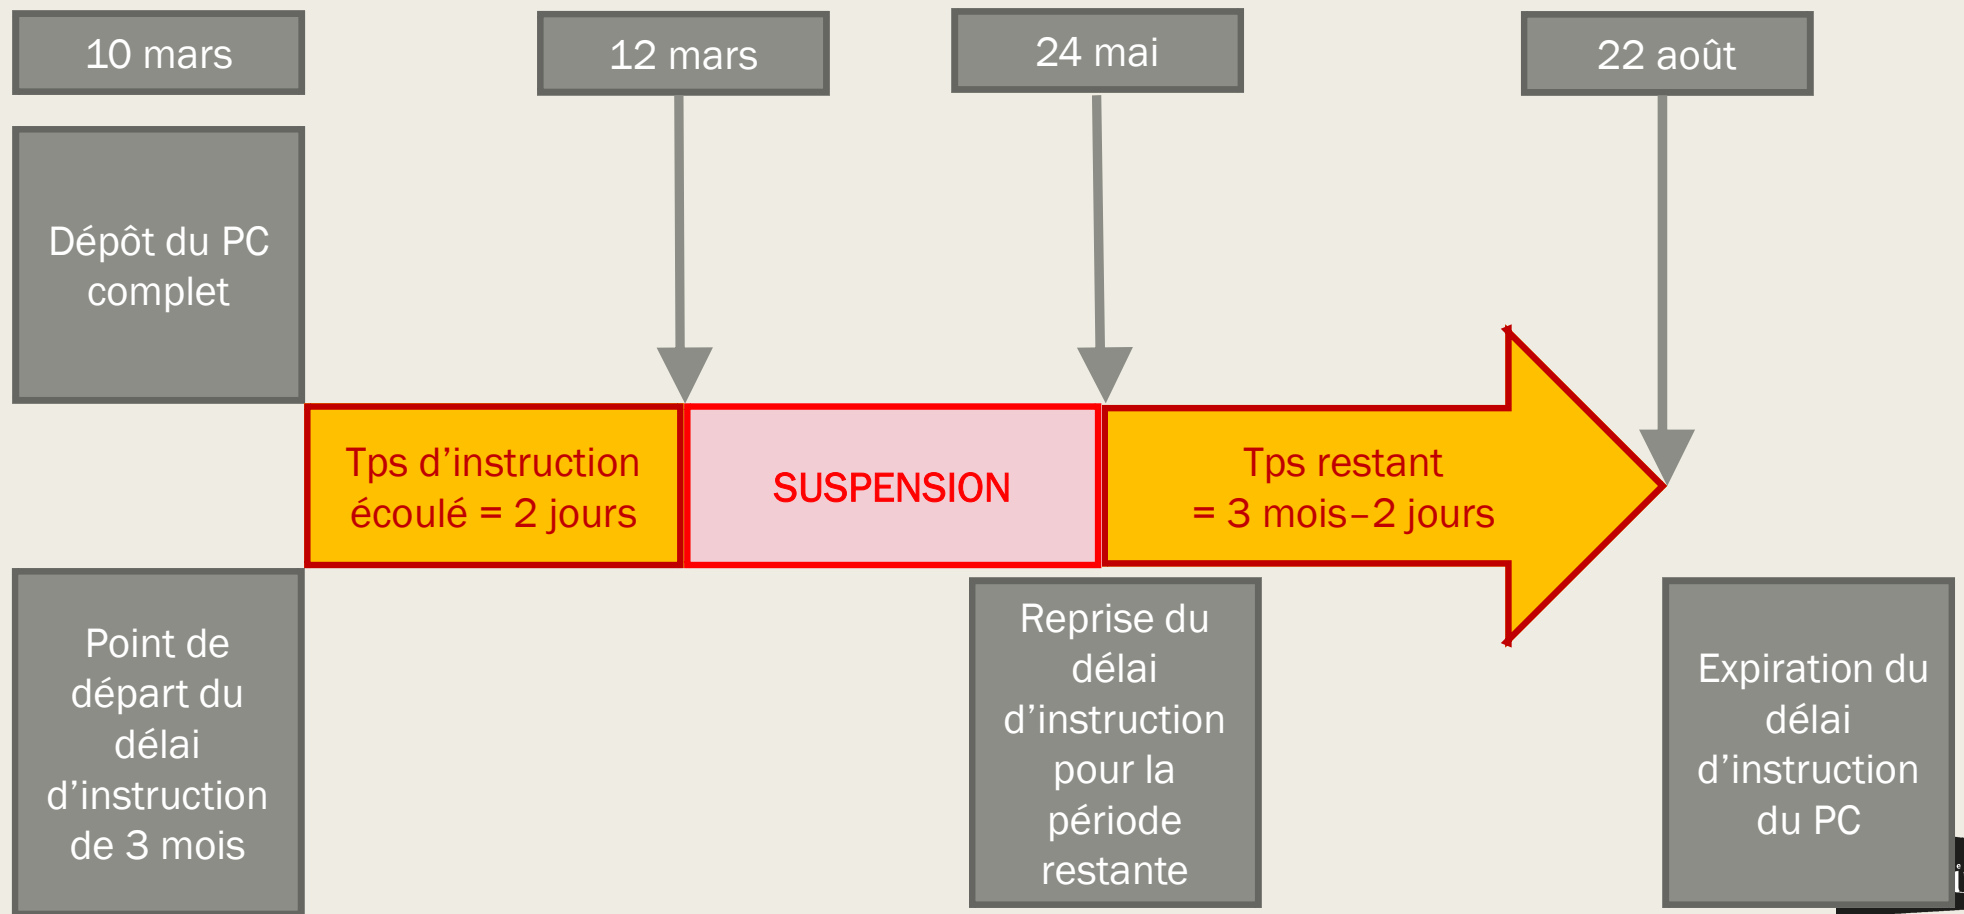 10 mars
12 mars
24 mai
22 août
Dépôt du PC
complet
Tps d’instruction
écoulé = 2 jours
SUSPENSION
Tps restant
= 3 mois–2 jours
Point de
départ du
délai
d’instruction
de 3 mois
Reprise du
délai
d’instruction
pour la
période
restante
Expiration du
délai
d’instruction
du PC